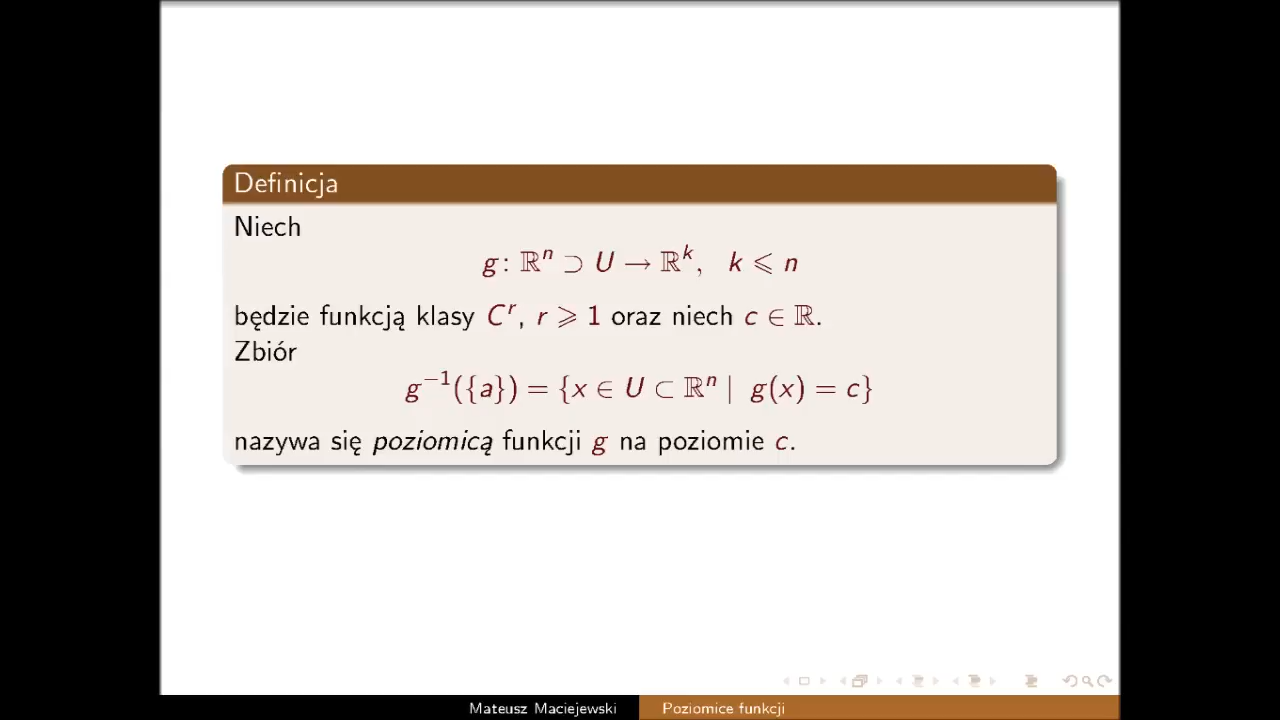 Definicja
Niech
g: ℝⁿ ⊃ U → ℝᵏ, k ⩽ n
będzie funkcją klasy Cʳ, r ⩾ 1 oraz niech c ∈ ℝ.
Zbiór
g⁻¹({a}) = {x ∈ U ⊂ ℝⁿ | g(x) = c}
nazywa się poziomicą funkcji g na poziomie c.
Mateusz Maciejewski
Poziomice funkcji